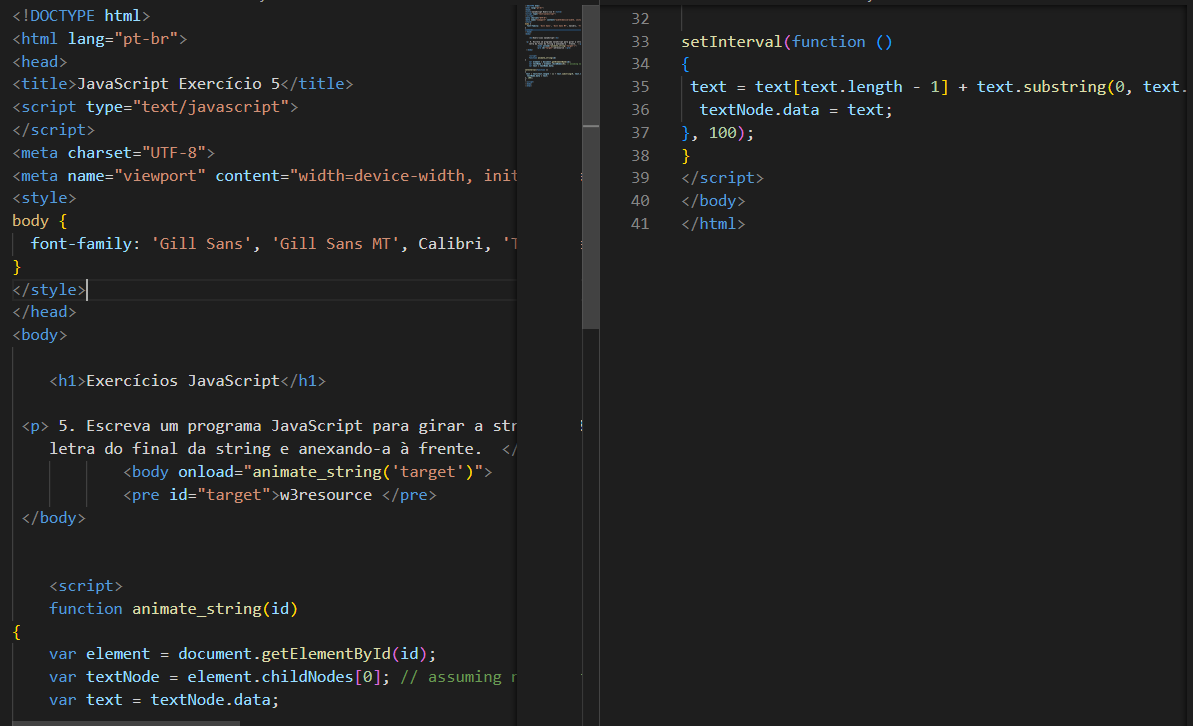 <!DOCTYPE html>
<html lang="pt-br">
<head>
<title>JavaScript Exercício 5</title>
<script type="text/javascript">
</script>
<meta charset="UTF-8">
<meta name="viewport" content="width=device-width, init
<style>
body {
font-family: 'Gill Sans', 'Gill Sans MT', Calibri, 'T
}
</style>
</head>
<body>
<h1>Exercícios JavaScript</h1>
<p> 5. Escreva um programa JavaScript para girar a str
letra do final da string e anexando-a à frente. </
<body onload="animate_string('target')">
<pre id="target">w3resource </pre>
</body>
<script>
function animate_string(id)
{
var element = document.getElementById(id);
var textNode = element.childNodes[0]; // assuming
var text = textNode.data;
32
33 setInterval(function ()
34 {
35 text = text[text.length - 1] + text.substring(0, text.
36 textNode.data = text;
37 }, 100);
38 }
39 </script>
40 </body>
41 </html>